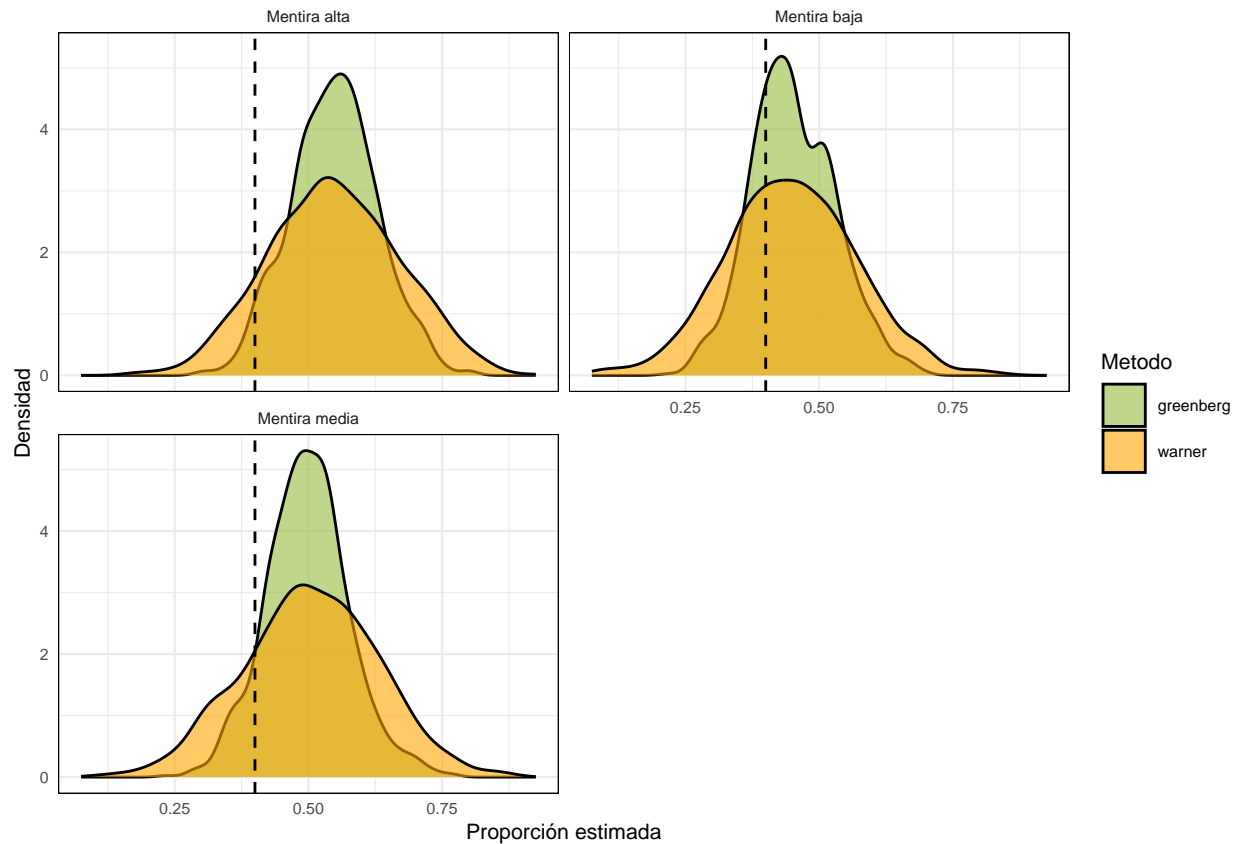 Mentira alta
Mentira baja
4
2
0
0.25 0.50 0.75
Mentira media
4
2
0
0.25 0.50 0.75
Densidad
Proporción estimada
Metodo
greenberg
warner